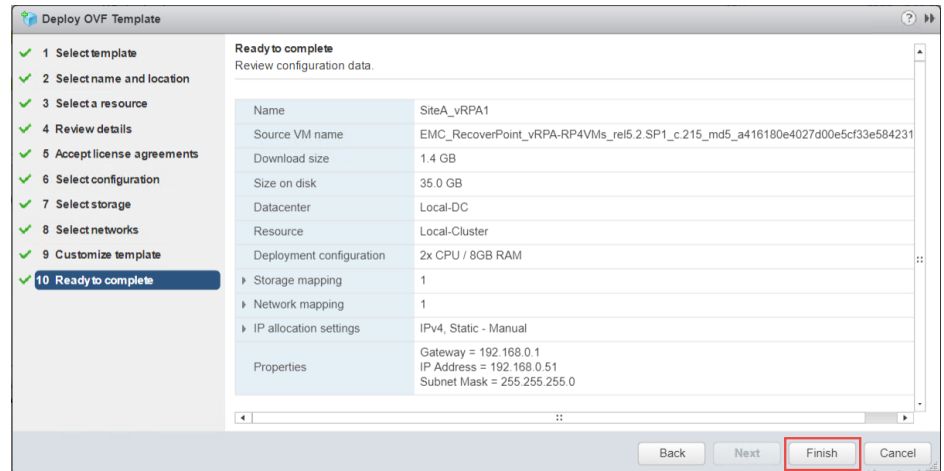 Deploy OVF Template
1 Select template
2 Select name and location
3 Select a resource
4 Review details
5 Accept license agreements
6 Select configuration
7 Select storage
8 Select networks
9 Customize template
10 Ready to complete
Ready to complete
Review configuration data.
Name SiteA_vRPA1
Source VM name EMC_RecoverPoint_vRPA-RP4VMs_rel5.2.SP1_c.215_md5_a416180e4027d00e5cf33e584231
Download size 1.4 GB
Size on disk 35.0 GB
Datacenter Local-DC
Resource Local-Cluster
Deployment configuration 2x CPU / 8GB RAM
Storage mapping 1
Network mapping 1
IP allocation settings IPv4, Static - Manual
Properties Gateway = 192.168.0.1
IP Address = 192.168.0.51
Subnet Mask = 255.255.255.0
Back Next Finish Cancel